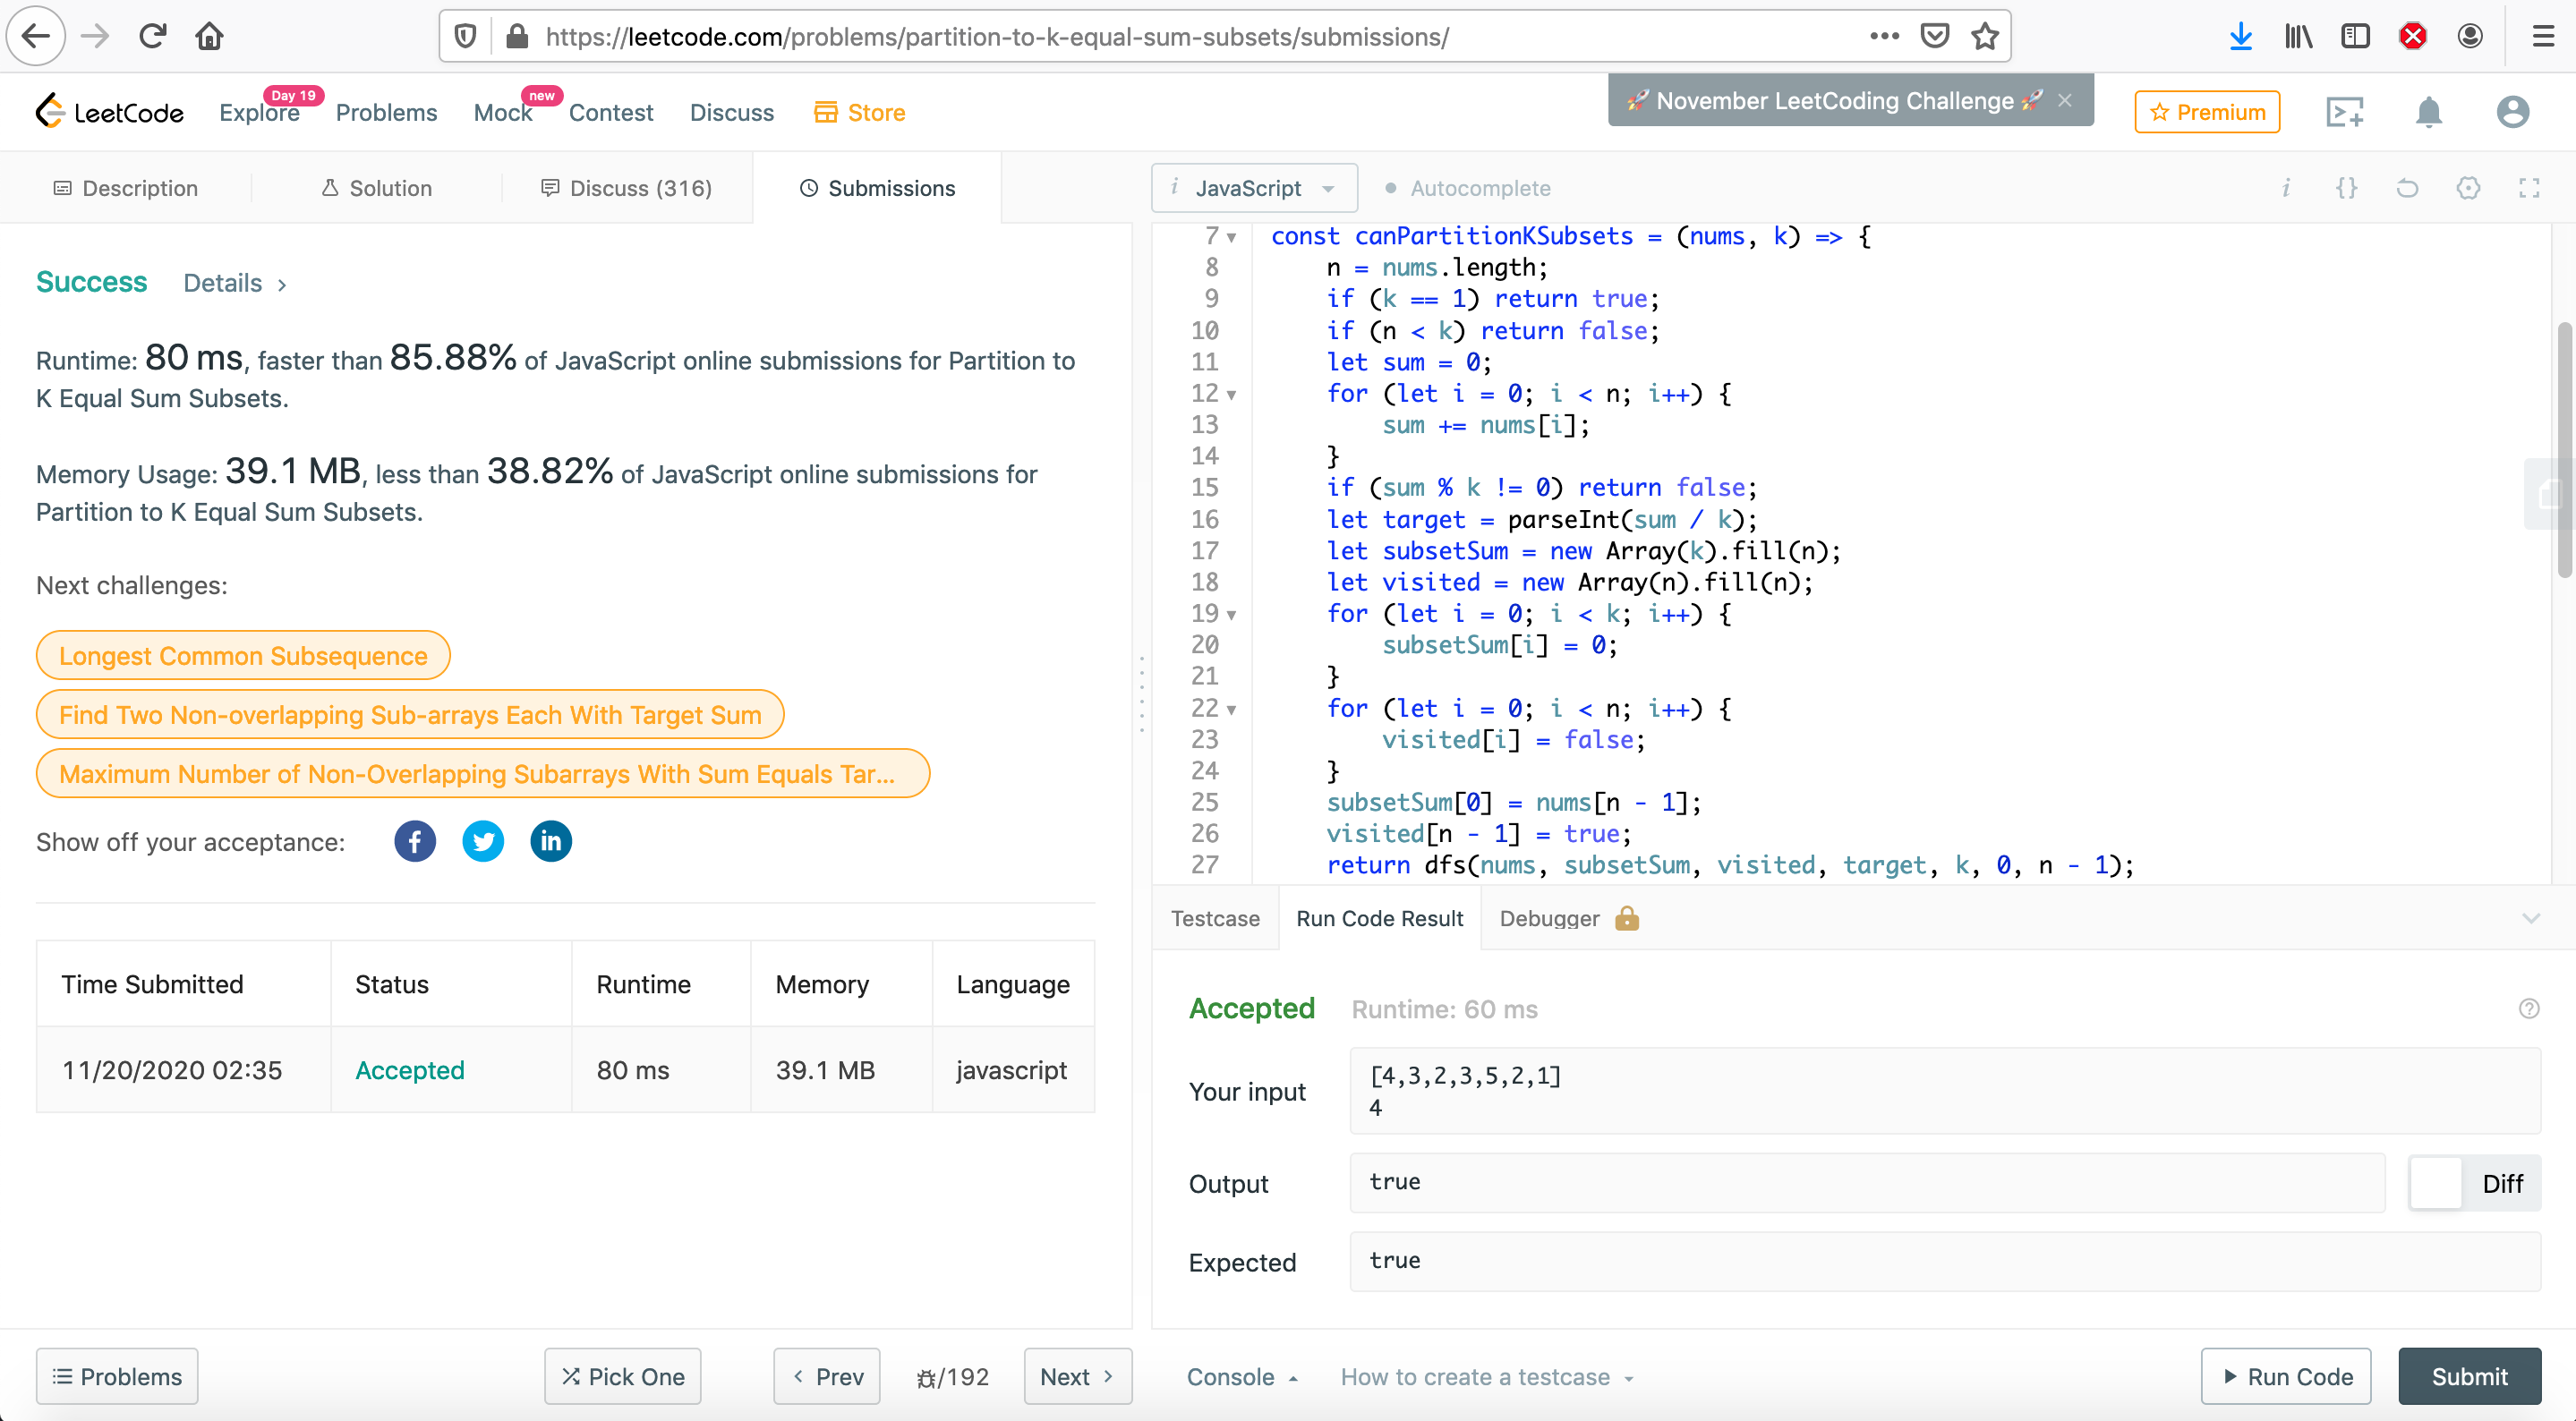 https://leetcode.com/problems/partition-to-k-equal-sum-subsets/submissions/
LeetCode
Explore
Day 19
Problems
Mock
new
Contest
Discuss
Store
🚀 November LeetCoding Challenge 🚀 ×
Premium
Description
Solution
Discuss (316)
Submissions
Success
Details >
Runtime: 80 ms, faster than 85.88% of JavaScript online submissions for Partition to
K Equal Sum Subsets.
Memory Usage: 39.1 MB, less than 38.82% of JavaScript online submissions for
Partition to K Equal Sum Subsets.
Next challenges:
Longest Common Subsequence
Find Two Non-overlapping Sub-arrays Each With Target Sum
Maximum Number of Non-Overlapping Subarrays With Sum Equals Tar...
Show off your acceptance:
Time Submitted Status Runtime Memory Language
11/20/2020 02:35 Accepted 80 ms 39.1 MB javascript
Problems
Pick One
< Prev
/192
Next >
i JavaScript
Autocomplete
7 const canPartitionKSubsets = (nums, k) => {
8 n = nums.length;
9 if (k == 1) return true;
10 if (n < k) return false;
11 let sum = 0;
12 for (let i = 0; i < n; i++) {
13 sum += nums[i];
14 }
15 if (sum % k != 0) return false;
16 let target = parseInt(sum / k);
17 let subsetSum = new Array(k).fill(n);
18 let visited = new Array(n).fill(n);
19 for (let i = 0; i < k; i++) {
20 subsetSum[i] = 0;
21 }
22 for (let i = 0; i < n; i++) {
23 visited[i] = false;
24 }
25 subsetSum[0] = nums[n - 1];
26 visited[n - 1] = true;
27 return dfs(nums, subsetSum, visited, target, k, 0, n - 1);
Testcase
Run Code Result
Debugger
Accepted
Runtime: 60 ms
Your input
[4,3,2,3,5,2,1]
4
Output
true
Diff
Expected
true
Console
How to create a testcase
Run Code
Submit